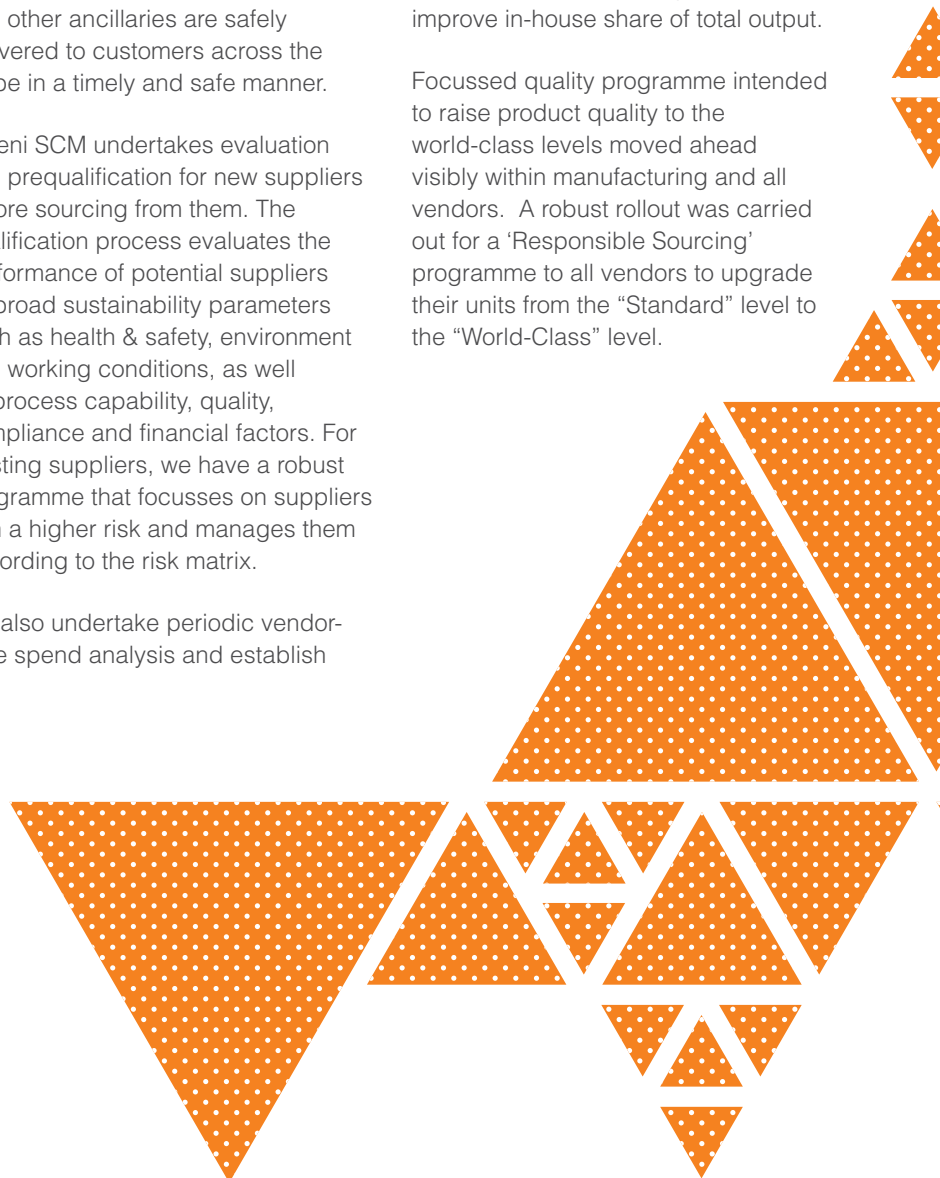 other ancillaries are safely
vered to customers across the
be in a timely and safe manner.
eni SCM undertakes evaluation
prequalification for new suppliers
ore sourcing from them. The
lification process evaluates the
formance of potential suppliers
broad sustainability parameters
h as health & safety, environment
working conditions, as well
process capability, quality,
mpliance and financial factors. For
sting suppliers, we have a robust
gramme that focusses on suppliers
a higher risk and manages them
ording to the risk matrix.
also undertake periodic vendor-
e spend analysis and establish
improve in-house share of total output.
Focussed quality programme intended
to raise product quality to the
world-class levels moved ahead
visibly within manufacturing and all
vendors. A robust rollout was carried
out for a ‘Responsible Sourcing’
programme to all vendors to upgrade
their units from the “Standard” level to
the “World-Class” level.